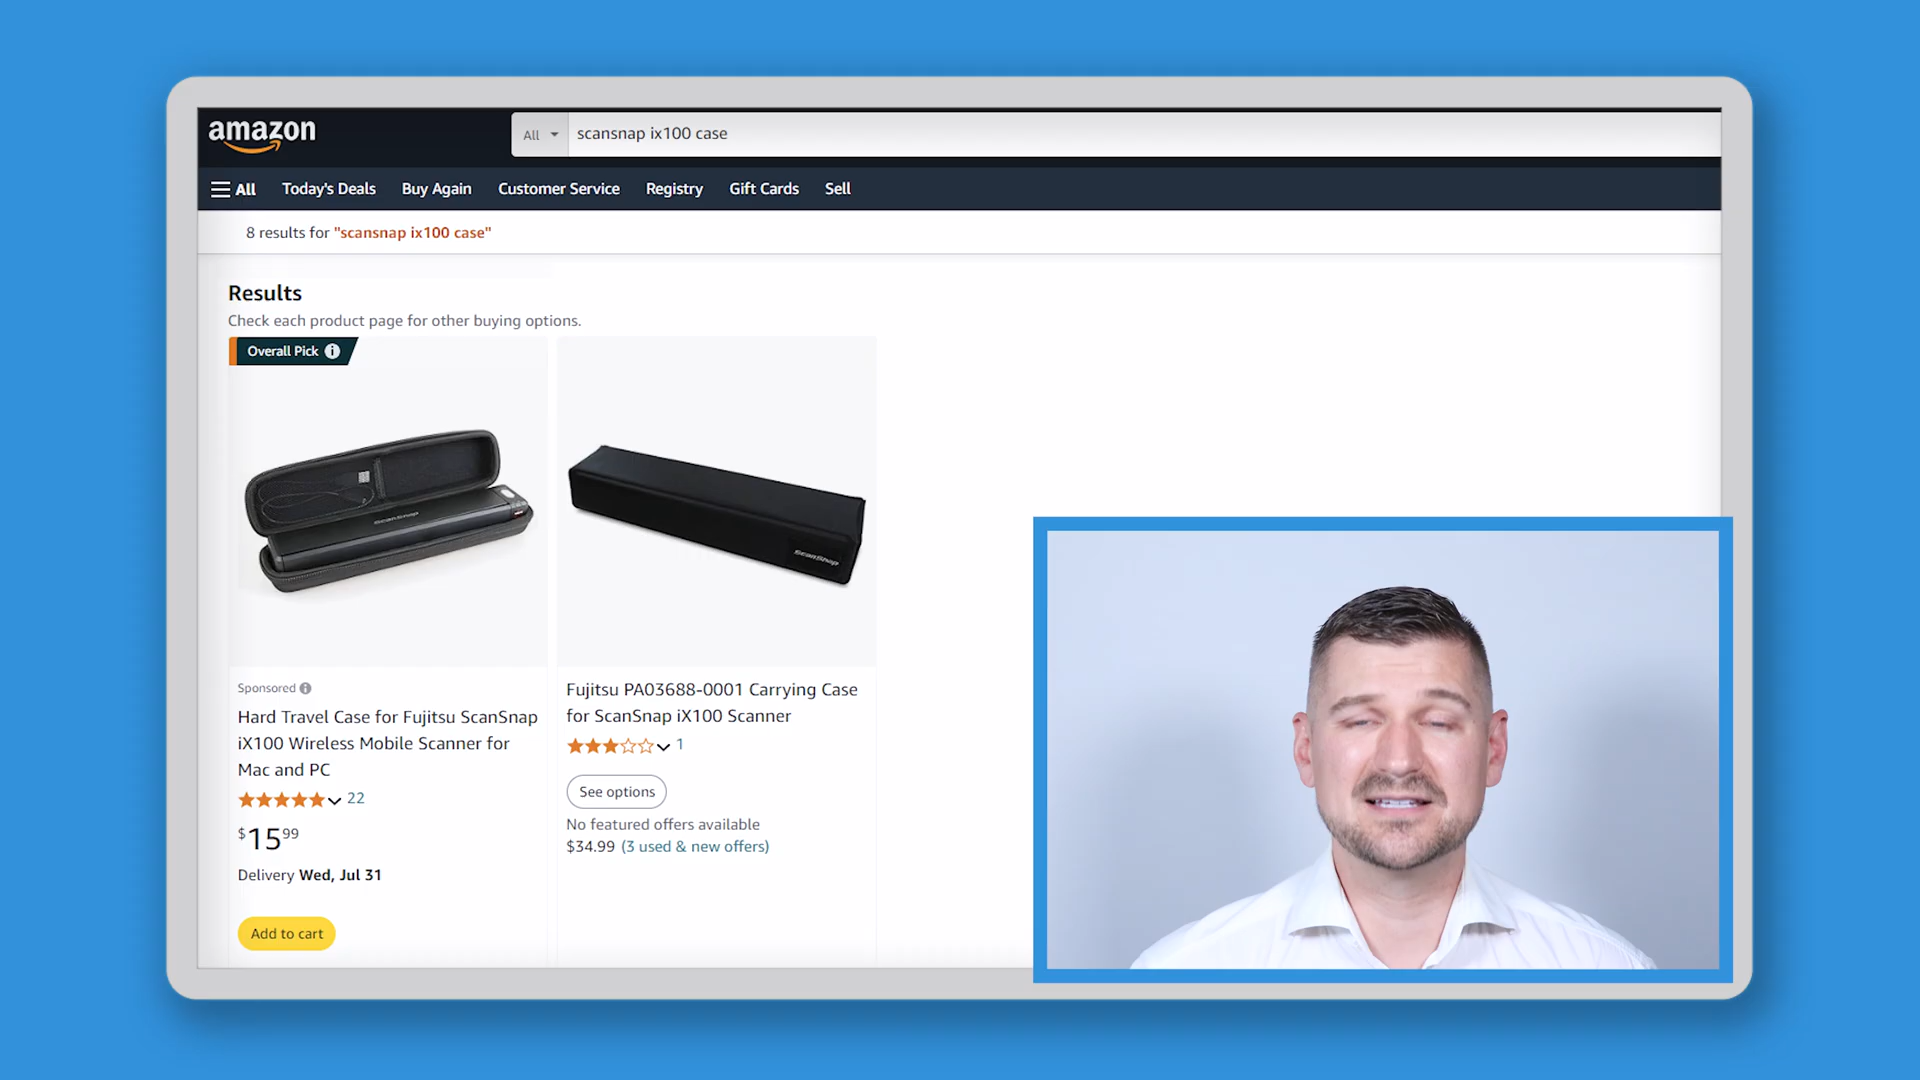 amazon
All
scansnap ix100 case
All Today's Deals Buy Again Customer Service Registry Gift Cards Sell
8 results for "scansnap ix100 case"
Results
Check each product page for other buying options.
Overall Pick
ScanSnap
ScanSnap
Sponsored
Hard Travel Case for Fujitsu ScanSnap
iX100 Wireless Mobile Scanner for
Mac and PC
22
$15.99
Delivery Wed, Jul 31
Add to cart
Fujitsu PA03688-0001 Carrying Case
for ScanSnap iX100 Scanner
1
See options
No featured offers available
$34.99 (3 used & new offers)